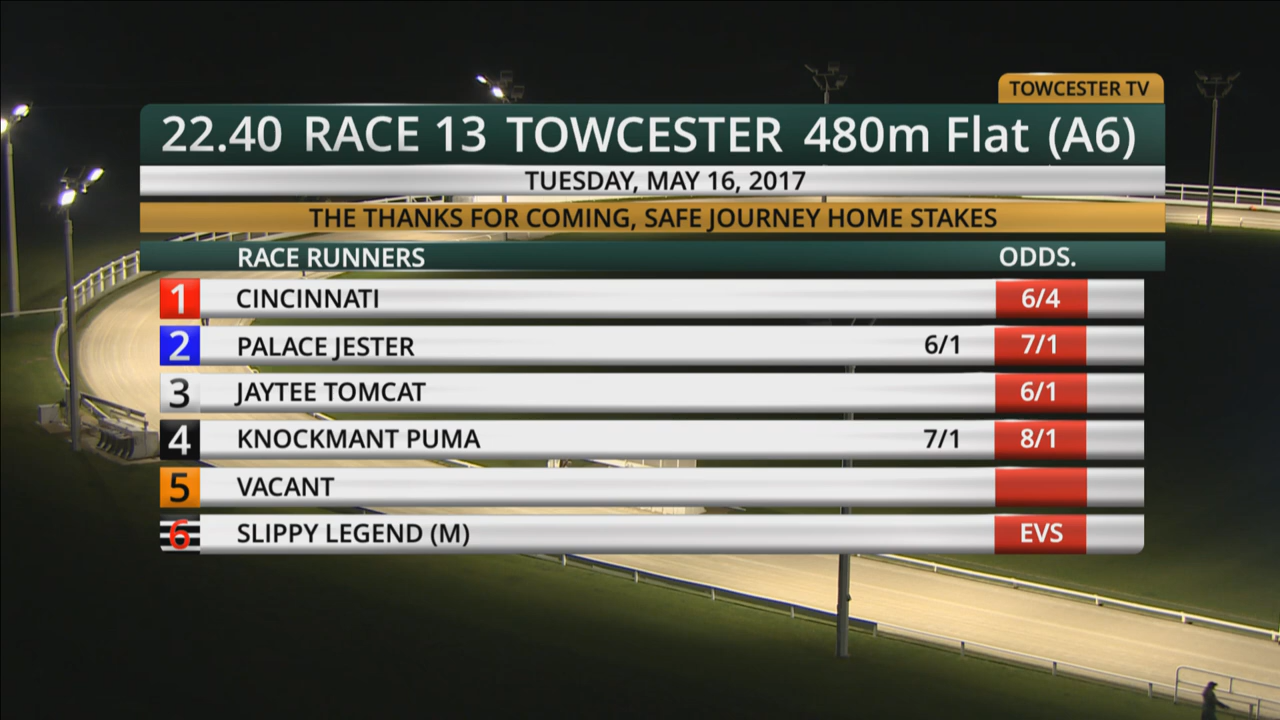 TOWCESTER TV
22.40 RACE 13 TOWCESTER 480m Flat (A6)
TUESDAY, MAY 16, 2017
THE THANKS FOR COMING, SAFE JOURNEY HOME STAKES
RACE RUNNERS ODDS.
1 CINCINNATI 6/4
2 PALACE JESTER 6/1 7/1
3 JAYTEE TOMCAT 6/1
4 KNOCKMANT PUMA 7/1 8/1
5 VACANT
6 SLIPPY LEGEND (M) EVS